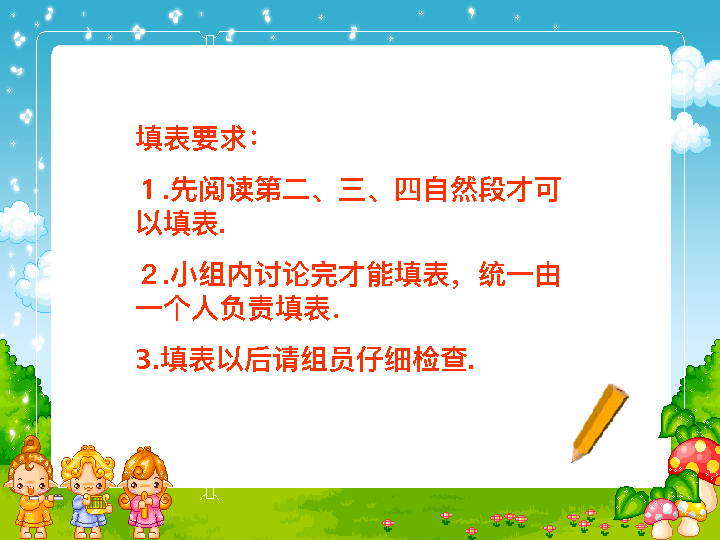 填表要求：
１.先阅读第二、三、四自然段才可
以填表.
２.小组内讨论完才能填表，统一由
一个人负责填表.
3.填表以后请组员仔细检查.